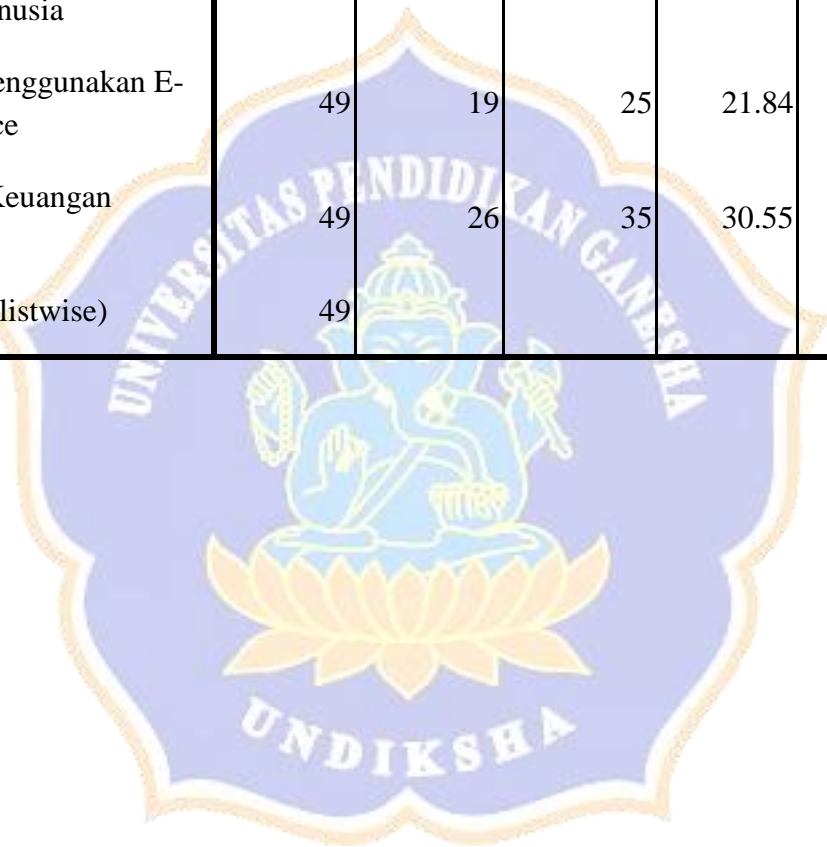 nusia
enggunakan E-
ce
49 19 25 21.84
Keuangan
49 26 35 30.55
listwise)
49
UNIVERSITAS PENDIDIKAN GANESHA
UNDIKSHA